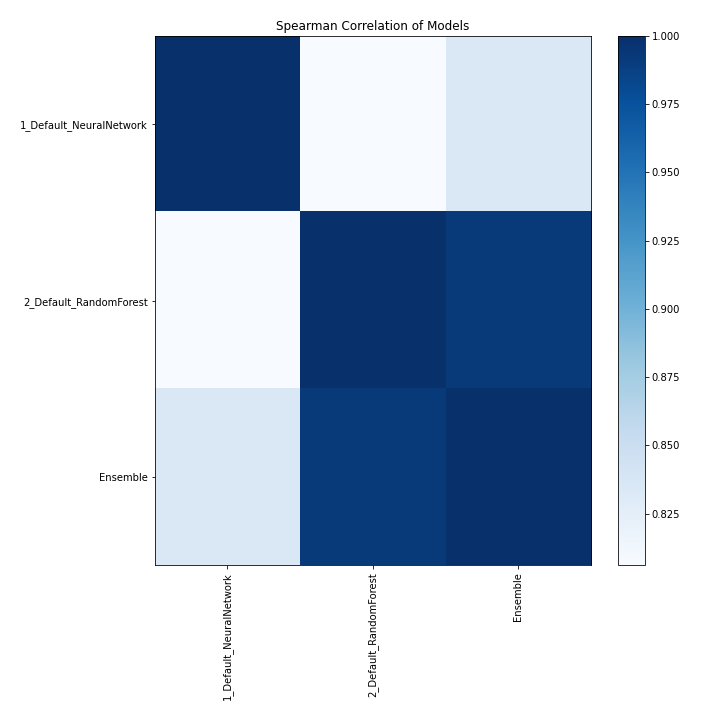 Spearman Correlation of Models
1_Default_NeuralNetwork
2_Default_RandomForest
Ensemble
1_Default_NeuralNetwork
2_Default_RandomForest
Ensemble
1.000
0.975
0.950
0.925
0.900
0.875
0.850
0.825